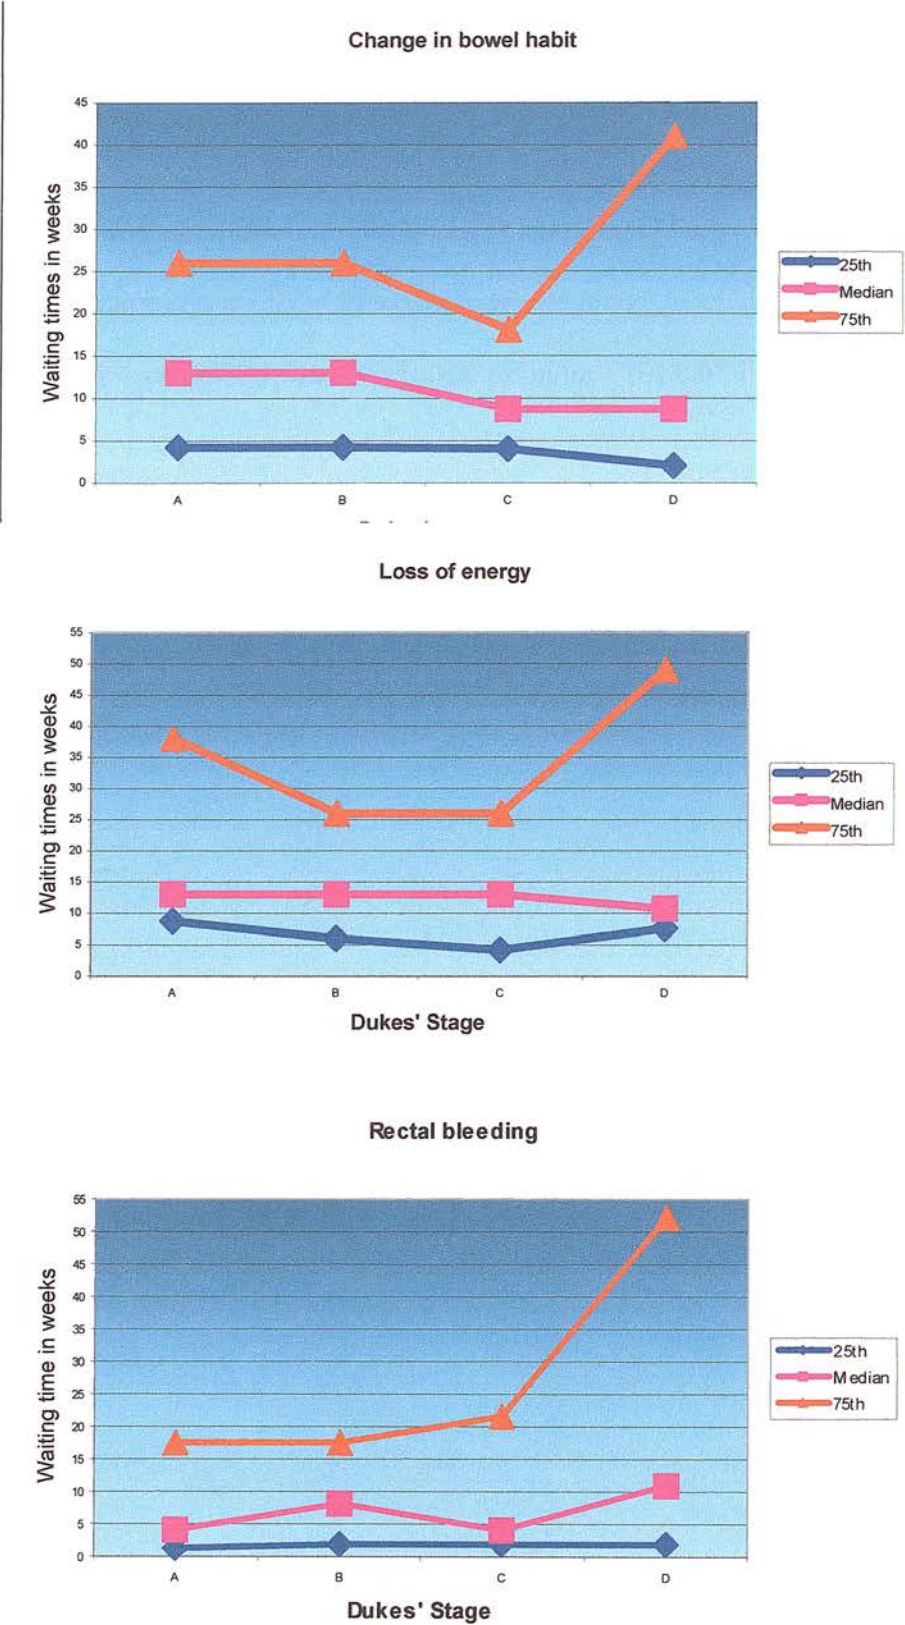 Change in bowel habit
Waiting times in weeks
45
40
35
30
25
20
15
10
5
0
A B C D
25th
Median
75th
Loss of energy
Waiting times in weeks
55
50
45
40
35
30
25
20
15
10
5
0
A B C D
Dukes' Stage
25th
Median
75th
Rectal bleeding
Waiting time in weeks
55
50
45
40
35
30
25
20
15
10
5
0
A B C D
Dukes' Stage
25th
Median
75th